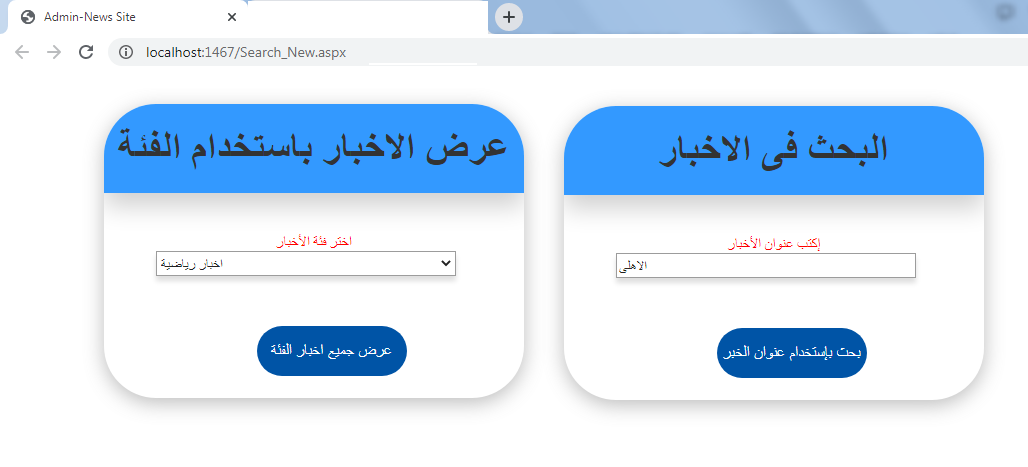 Admin-News Site
localhost:1467/Search_New.aspx
البحث فى الاخبار
إكتب عنوان الأخبار
الاهلى
بحت بإستخدام عنوان الخبر
عرض الاخبار باستخدام الفئة
اختر فئة الأخبار
اخبار رياضية
عرض جميع اخبار الفئة